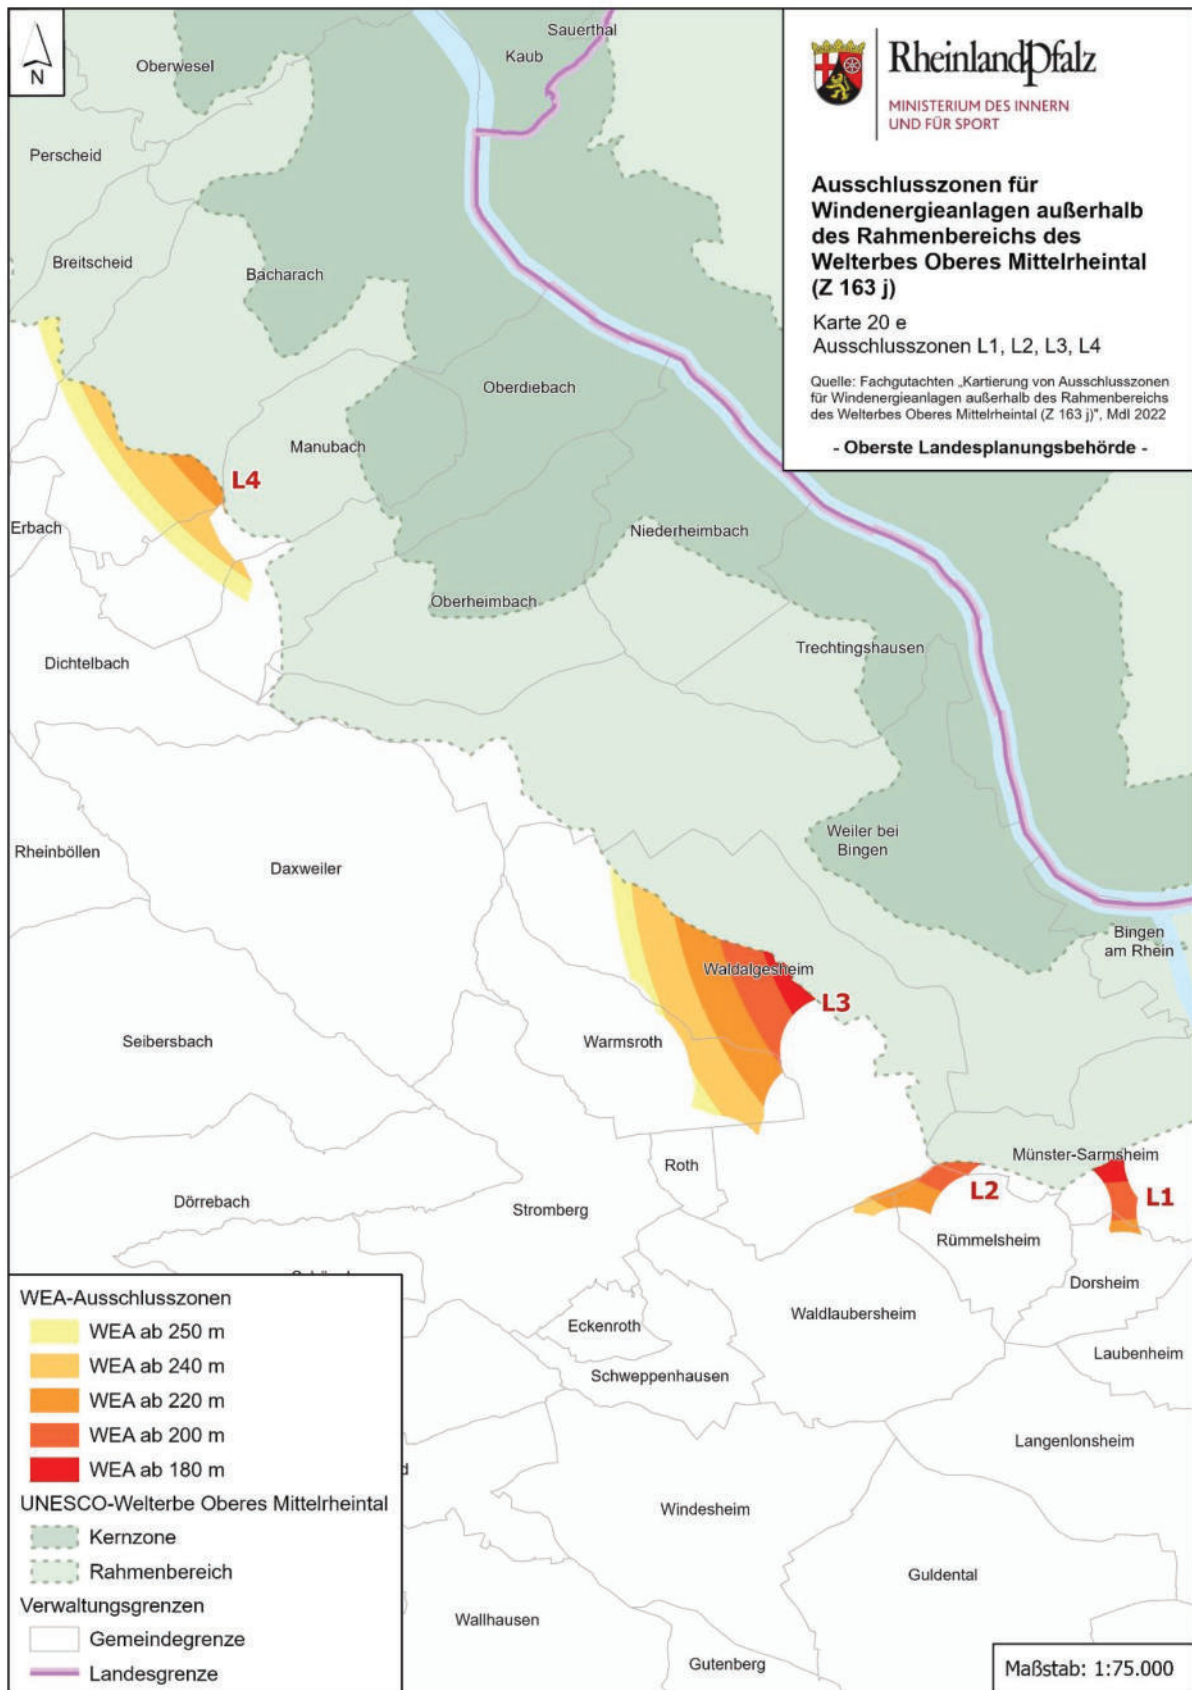 N
RheinlandPfalz
MINISTERIUM DES INNERN
UND FÜR SPORT
Ausschlusszonen für
Windenergieanlagen außerhalb
des Rahmenbereichs des
Welterbes Oberes Mittelrheintal
(Z 163 j)
Karte 20 e
Ausschlusszonen L1, L2, L3, L4
Quelle: Fachgutachten „Kartierung von Ausschlusszonen
für Windenergieanlagen außerhalb des Rahmenbereichs
des Welterbes Oberes Mittelrheintal (Z 163 j)", MdI 2022
- Oberste Landesplanungsbehörde -
Sauerthal
Kaub
Oberwesel
Perscheid
Breitscheid
Bacharach
Oberdiebach
Manubach
L4
Erbach
Niederheimbach
Oberheimbach
Trechtingshausen
Dichtelbach
Weiler bei
Bingen
Rheinböllen
Daxweiler
Bingen
am Rhein
Waldalgesheim
L3
Seibersbach
Warmsroth
Münster-Sarmsheim
Roth
L2
L1
Dörrebach
Stromberg
Rümmelsheim
Dorsheim
Waldlaubersheim
Eckenroth
Laubenheim
Schweppenhausen
Langenlonsheim
Windesheim
Guldental
Wallhausen
Gutenberg
WEA-Ausschlusszonen
WEA ab 250 m
WEA ab 240 m
WEA ab 220 m
WEA ab 200 m
WEA ab 180 m
UNESCO-Welterbe Oberes Mittelrheintal
Kernzone
Rahmenbereich
Verwaltungsgrenzen
Gemeindegrenze
Landesgrenze
Maßstab: 1:75.000